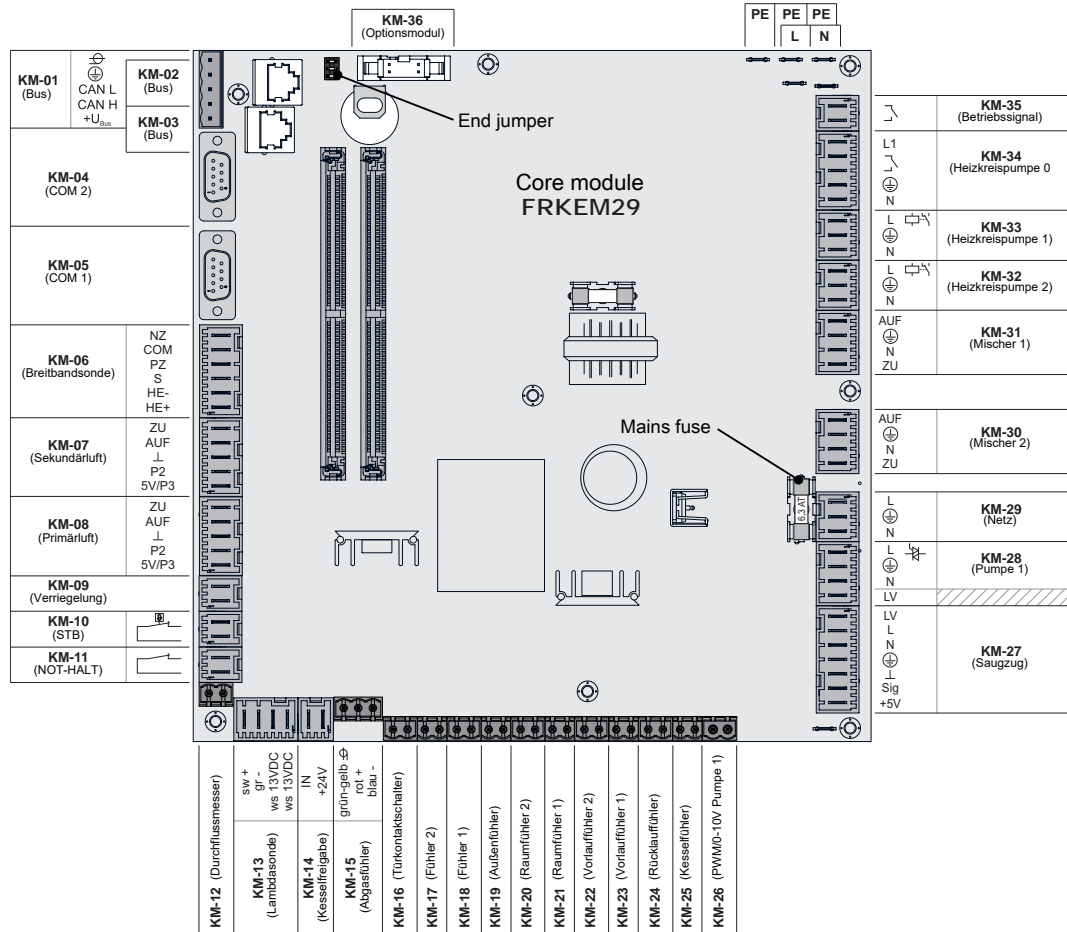 KM-36
(Optionsmodul)
PE PE PE
L N
KM-01
(Bus)
CAN L
CAN H
+U Bus
KM-02
(Bus)
KM-03
(Bus)
KM-04
(COM 2)
KM-05
(COM 1)
KM-06
(Breitbandsonde)
NZ
COM
PZ
S
HE-
HE+
KM-07
(Sekundärluft)
ZU
AUF
⊥
P2
5V/P3
KM-08
(Primärluft)
ZU
AUF
⊥
P2
5V/P3
KM-09
(Verriegelung)
KM-10
(STB)
KM-11
(NOT-HALT)
End jumper
Core module
FRKEM29
Mains fuse
6,3 AT
KM-35
(Betriebssignal)
L1
N
KM-34
(Heizkreispumpe 0
L
N
KM-33
(Heizkreispumpe 1)
L
N
KM-32
(Heizkreispumpe 2)
AUF
N
ZU
KM-31
(Mischer 1)
AUF
N
ZU
KM-30
(Mischer 2)
L
N
KM-29
(Netz)
L
N
LV
KM-28
(Pumpe 1)
LV
L
N
⊥
Sig
+5V
KM-27
(Saugzug)
KM-12 (Durchflussmesser)
sw +
gr -
ws 13VDC
ws 13VDC
KM-13
(Lambdasonde)
IN
+24V
KM-14
(Kesselfreigabe)
grün-gelb
rot +
blau -
KM-15
(Abgasfühler)
KM-16 (Türkontaktschalter)
KM-17 (Fühler 2)
KM-18 (Fühler 1)
KM-19 (Außenfühler)
KM-20 (Raumfühler 2)
KM-21 (Raumfühler 1)
KM-22 (Vorlauffühler 2)
KM-23 (Vorlauffühler 1)
KM-24 (Rücklauffühler)
KM-25 (Kesselfühler)
KM-26 (PWM/0-10V Pumpe 1)